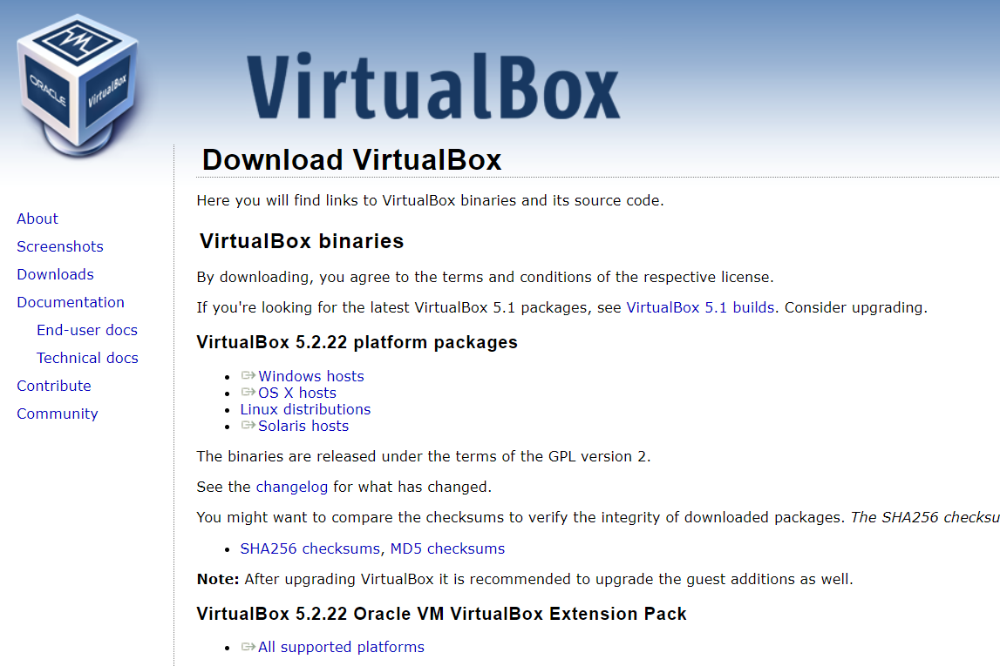 ORACLE
VirtualBox
VirtualBox
Download VirtualBox
Here you will find links to VirtualBox binaries and its source code.
About
Screenshots
Downloads
Documentation
End-user docs
Technical docs
Contribute
Community
VirtualBox binaries
By downloading, you agree to the terms and conditions of the respective license.
If you're looking for the latest VirtualBox 5.1 packages, see VirtualBox 5.1 builds. Consider upgrading.
VirtualBox 5.2.22 platform packages
• Windows hosts
• OS X hosts
• Linux distributions
• Solaris hosts
The binaries are released under the terms of the GPL version 2.
See the changelog for what has changed.
You might want to compare the checksums to verify the integrity of downloaded packages. The SHA256 checksu
• SHA256 checksums, MD5 checksums
Note: After upgrading VirtualBox it is recommended to upgrade the guest additions as well.
VirtualBox 5.2.22 Oracle VM VirtualBox Extension Pack
• All supported platforms